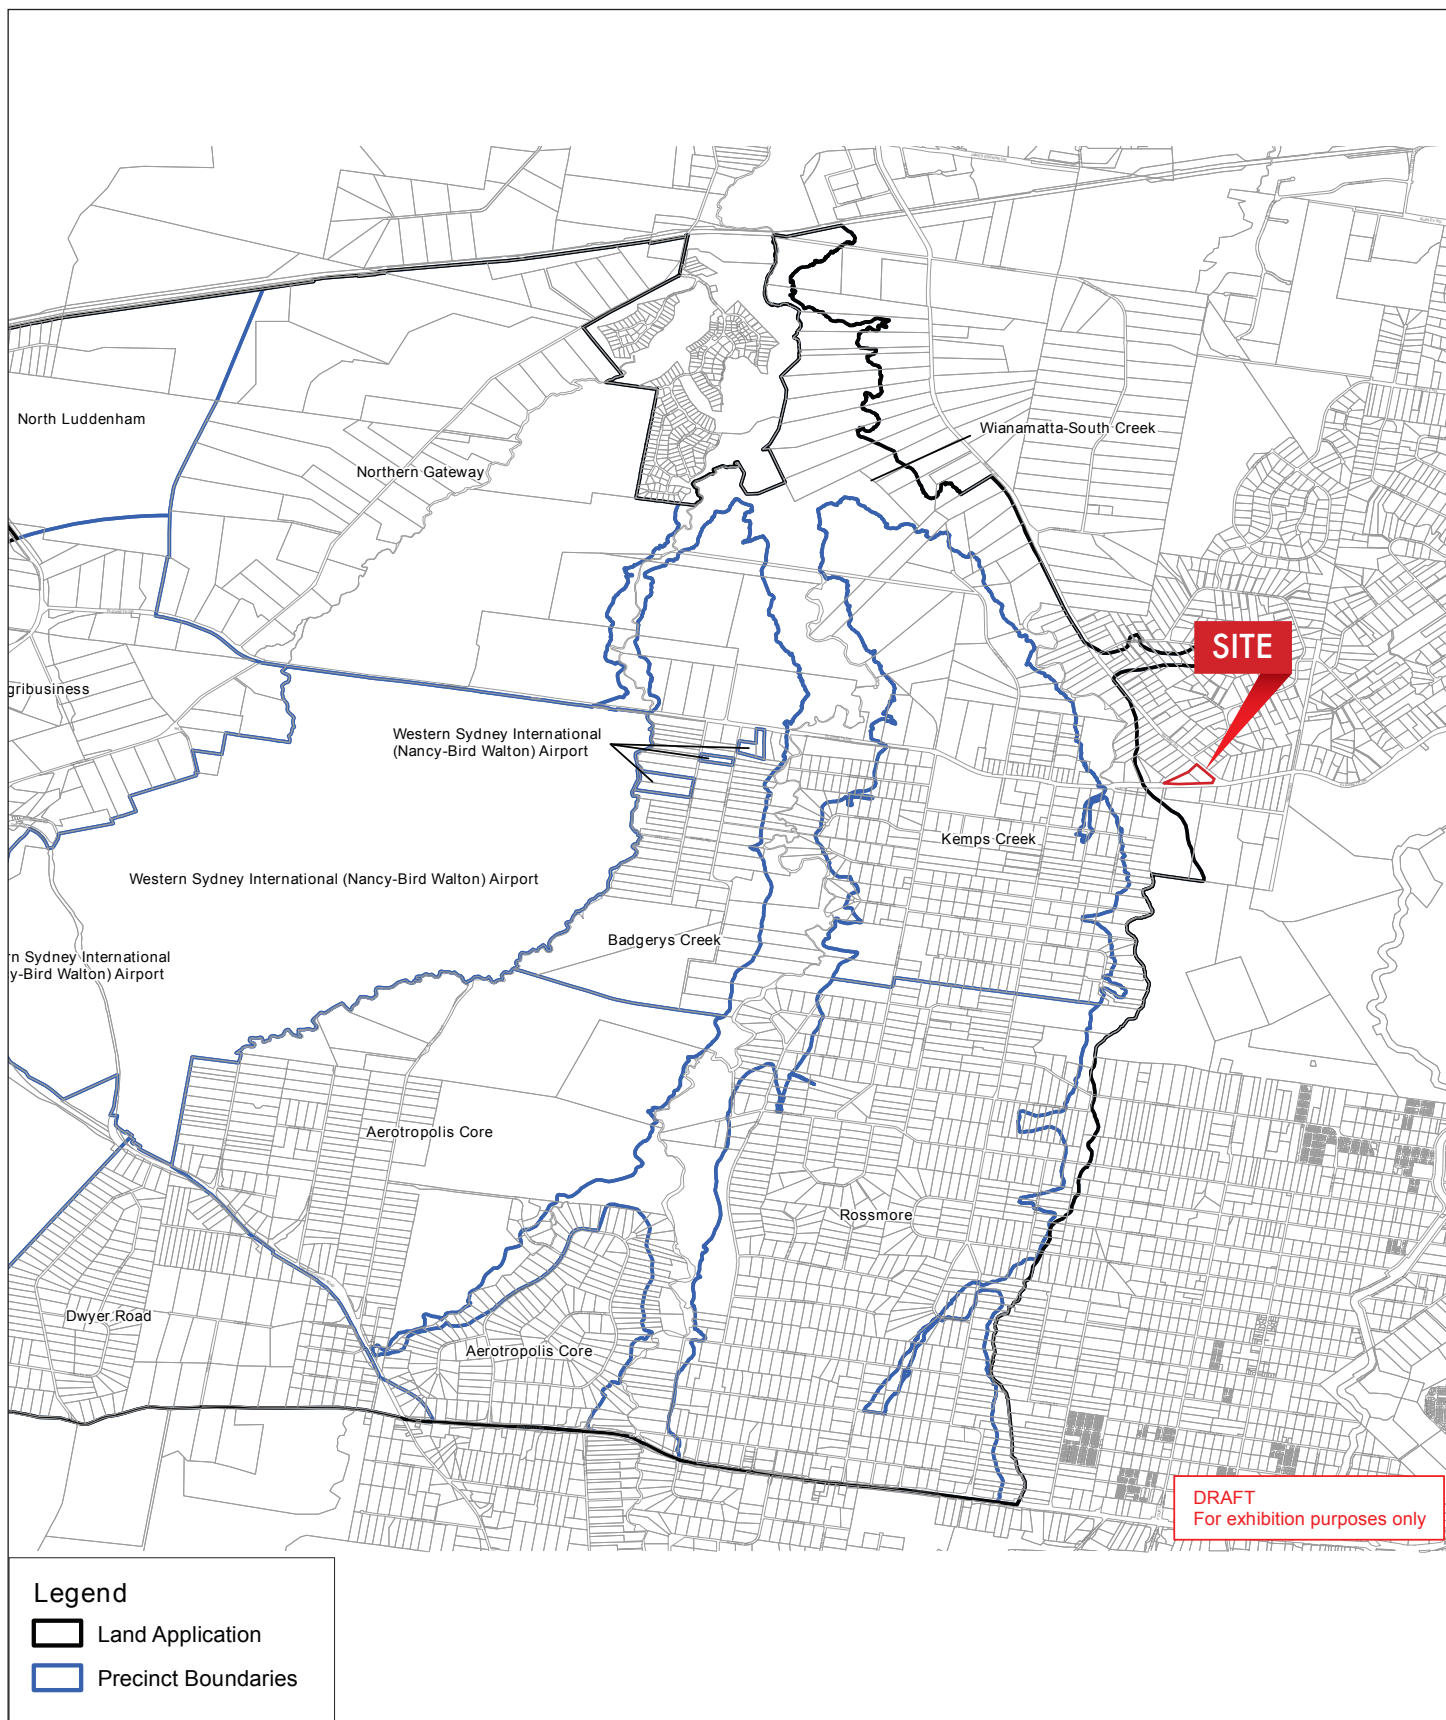 North Luddenham
Northern Gateway
Wianamatta-South Creek
SITE
gribusiness
Western Sydney International
(Nancy-Bird Walton) Airport
Kemps Creek
Western Sydney International (Nancy-Bird Walton) Airport
Badgerys Creek
rn Sydney International
y-Bird Walton) Airport
Aerotropolis Core
Rossmore
Dwyer Road
Aerotropolis Core
DRAFT
For exhibition purposes only
Legend
Land Application
Precinct Boundaries